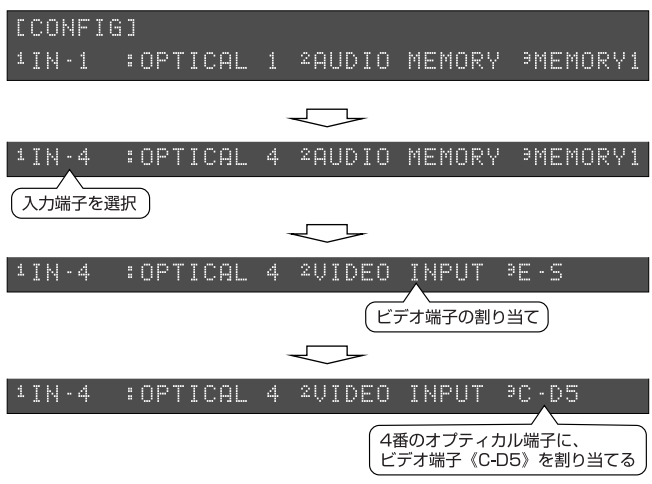 [CONFIG]
1IN-1 :OPTICAL 1 2AUDIO MEMORY 3MEMORY1
1IN-4 :OPTICAL 4 2AUDIO MEMORY 3MEMORY1
入力端子を選択
1IN-4 :OPTICAL 4 2VIDEO INPUT 3E-S
ビデオ端子の割り当て
1IN-4 :OPTICAL 4 2VIDEO INPUT 3C-D5
4番のオプティカル端子に、
ビデオ端子《C-D5》を割り当てる